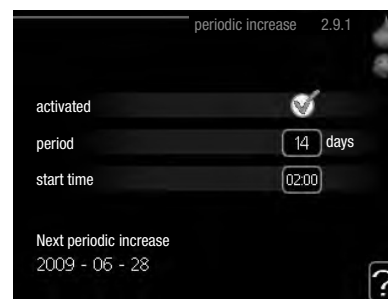 periodic increase 2.9.1
activated
period 14 days
start time 02:00
Next periodic increase
2009 - 06 - 28
?